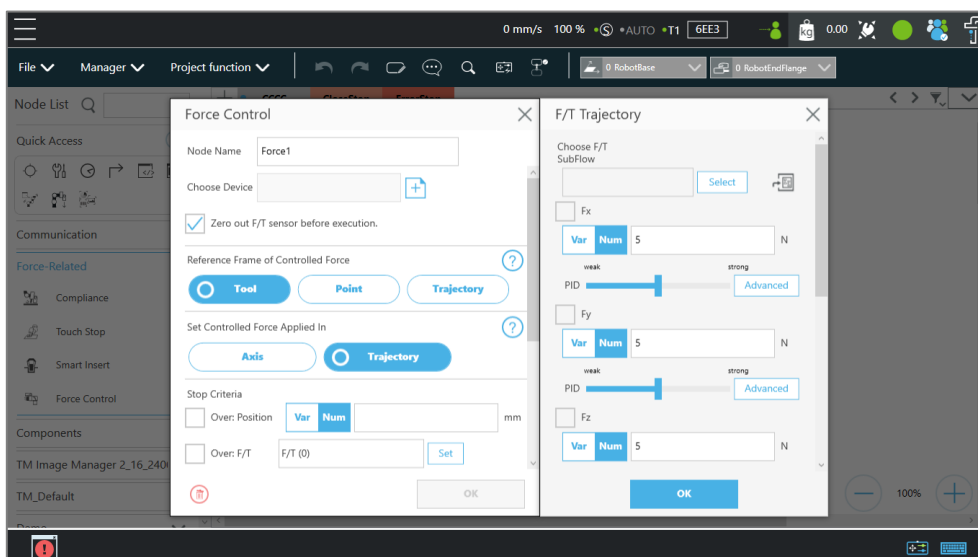 0 mm/s 100 % S AUTO T1 6EE3 kg 0.00
File Manager Project function 0 RobotBase 0 RobotEndFlange
Node List
Quick Access
Communication
Force-Related
Compliance
Touch Stop
Smart Insert
Force Control
Components
TM Image Manager 2_16_240
TM_Default
Force Control
Node Name Force1
Choose Device
Zero out F/T sensor before execution.
Reference Frame of Controlled Force ?
Tool Point Trajectory
Set Controlled Force Applied In ?
Axis Trajectory
Stop Criteria
Over: Position Var Num mm
Over: F/T F/T (0) Set
OK
F/T Trajectory
Choose F/T
SubFlow
Select
Fx
Var Num 5 N
weak strong
PID Advanced
Fy
Var Num 5 N
weak strong
PID Advanced
Fz
Var Num 5 N
OK
100%